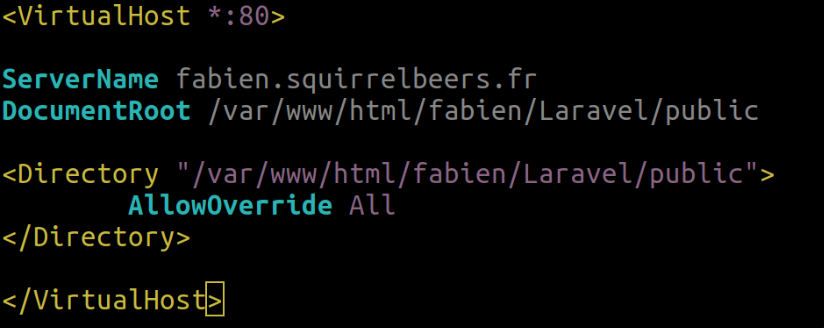 <VirtualHost *:80>
ServerName fabien.squirrelbeers.fr
DocumentRoot /var/www/html/fabien/Laravel/public
<Directory "/var/www/html/fabien/Laravel/public">
AllowOverride All
</Directory>
</VirtualHost>